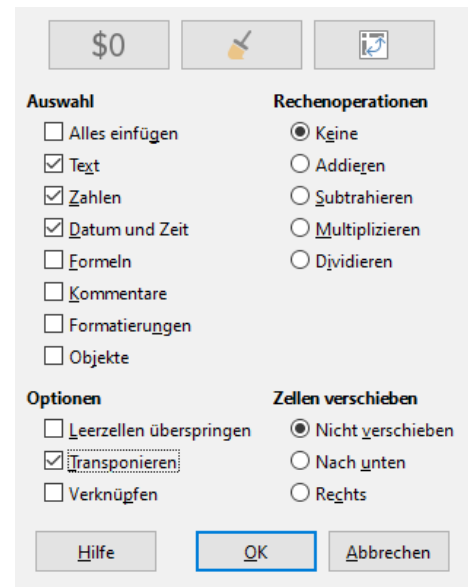 $0
Auswahl
Alles einfügen
Text
Zahlen
Datum und Zeit
Formeln
Kommentare
Formatierungen
Objekte
Rechenoperationen
Keine
Addieren
Subtrahieren
Multiplizieren
Dividieren
Optionen
Leerzellen überspringen
Transponieren
Verknüpfen
Zellen verschieben
Nicht verschieben
Nach unten
Rechts
Hilfe
OK
Abbrechen